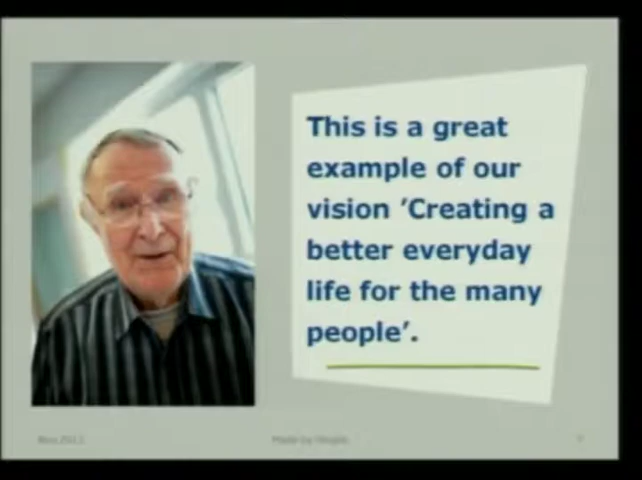 This is a great
example of our
vision ’Creating a
better everyday
life for the many
people’.